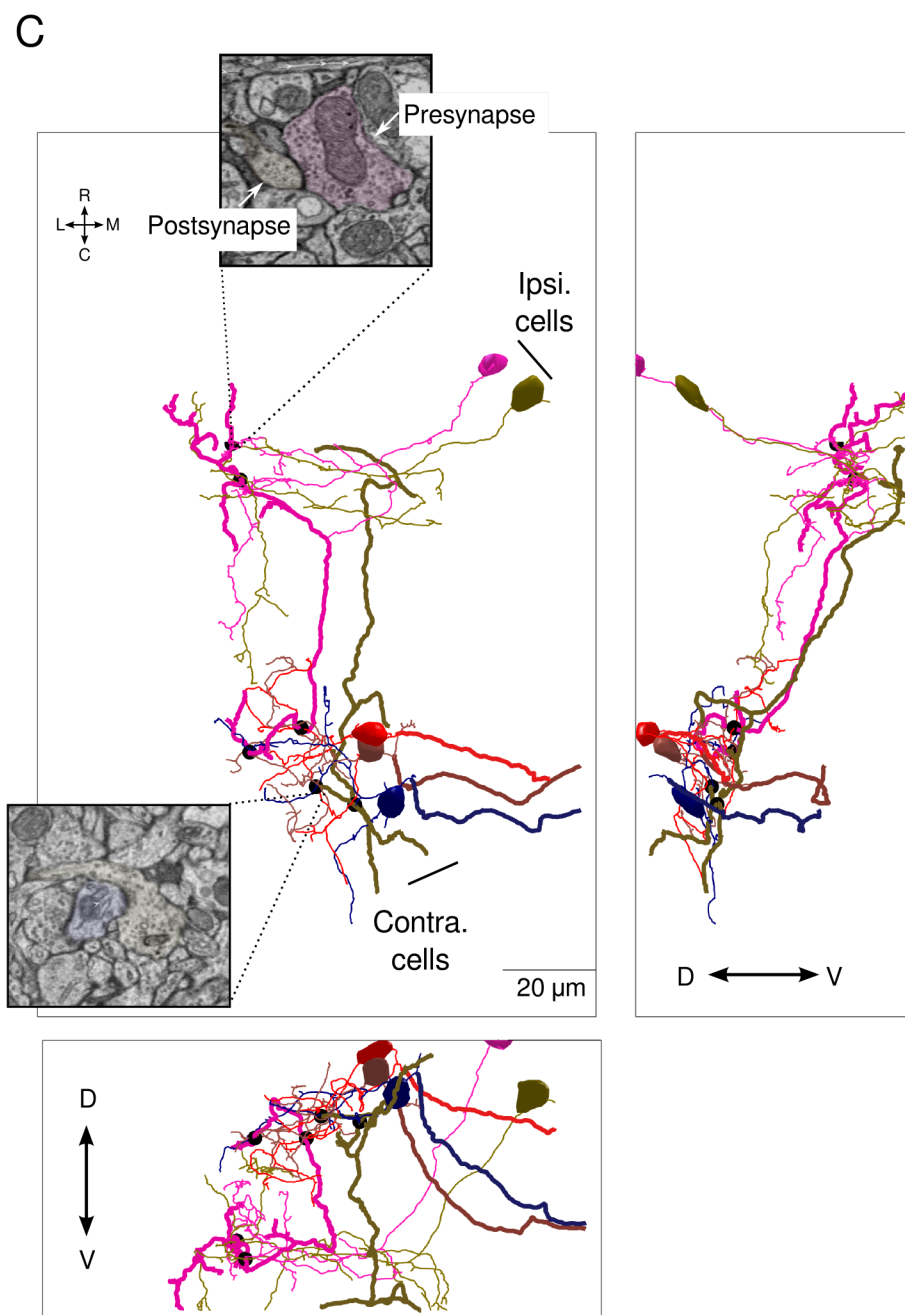 C
Presynapse
R
L M
C
Postsynapse
Ipsi.
cells
Contra.
cells
20 µm
D V
D
V